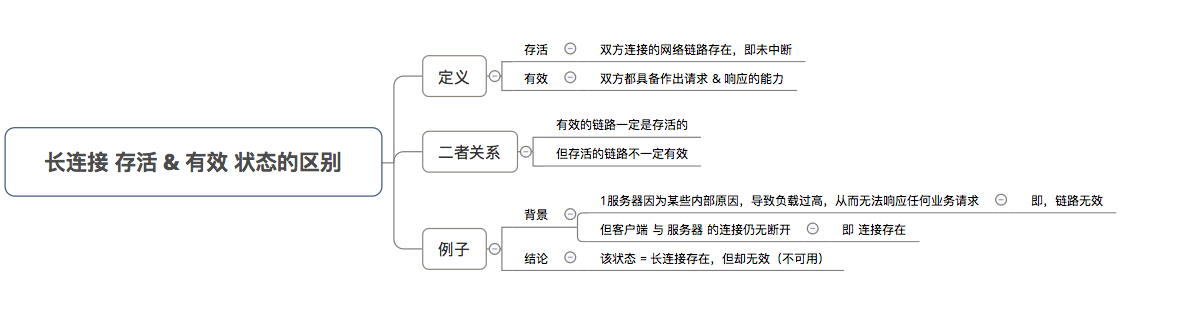 长连接 存活 & 有效 状态的区别
定义
存活
双方连接的网络链路存在，即未中断
有效
双方都具备作出请求 & 响应的能力
二者关系
有效的链路一定是存活的
但存活的链路不一定有效
例子
背景
1服务器因为某些内部原因，导致负载过高，从而无法响应任何业务请求
即，链路无效
但客户端 与 服务器 的连接仍无断开
即 连接存在
结论
该状态 = 长连接存在，但却无效（不可用）